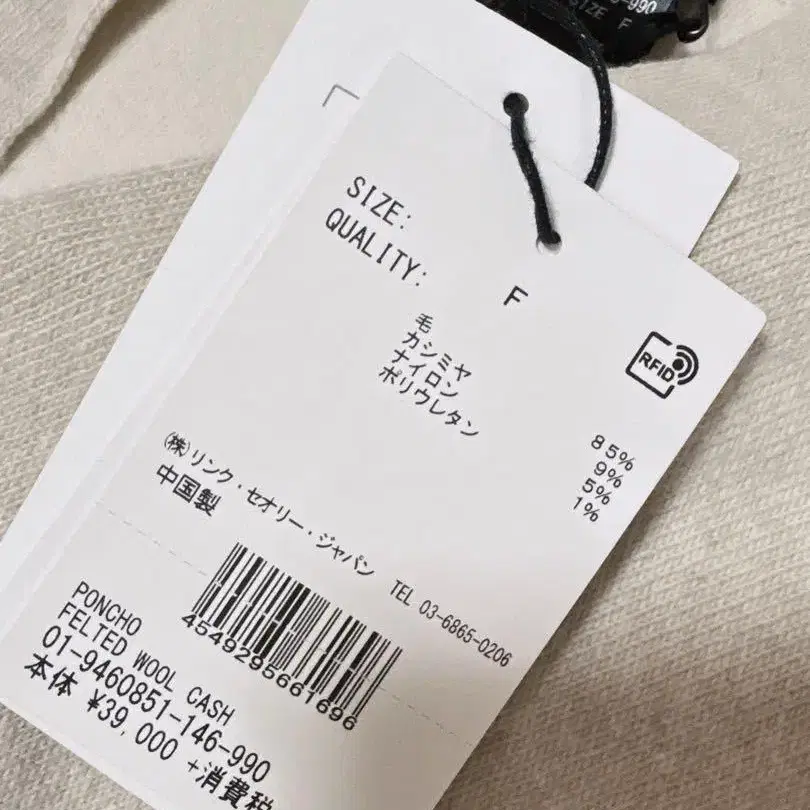 -990
SIZE F
SIZE:
QUALITY:
F
毛 85%
カシミヤ 9%
ナイロン 5%
ポリウレタン 1%
RFID
(株)リンク・セオリー・ジャパン
TEL 03-6865-0206
中国製
4549295661696
PONCHO
FELTED WOOL CASH
01-9460851-146-990
本体 ¥39,000 +消費税